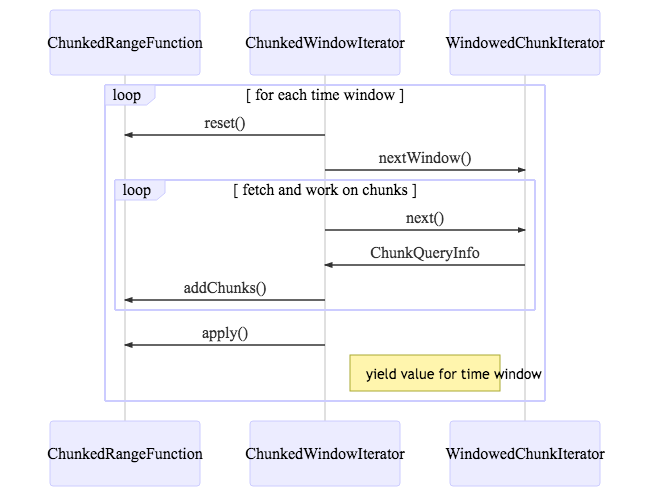 ChunkedRangeFunction ChunkedWindowIterator WindowedChunkIterator
loop [ for each time window ]
reset()
nextWindow()
loop [ fetch and work on chunks ]
next()
ChunkQueryInfo
addChunks()
apply()
yield value for time window
ChunkedRangeFunction ChunkedWindowIterator WindowedChunkIterator